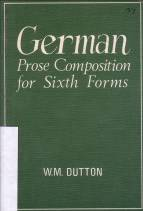 German
Prose Composition
for Sixth Forms
W.M. DUTTON